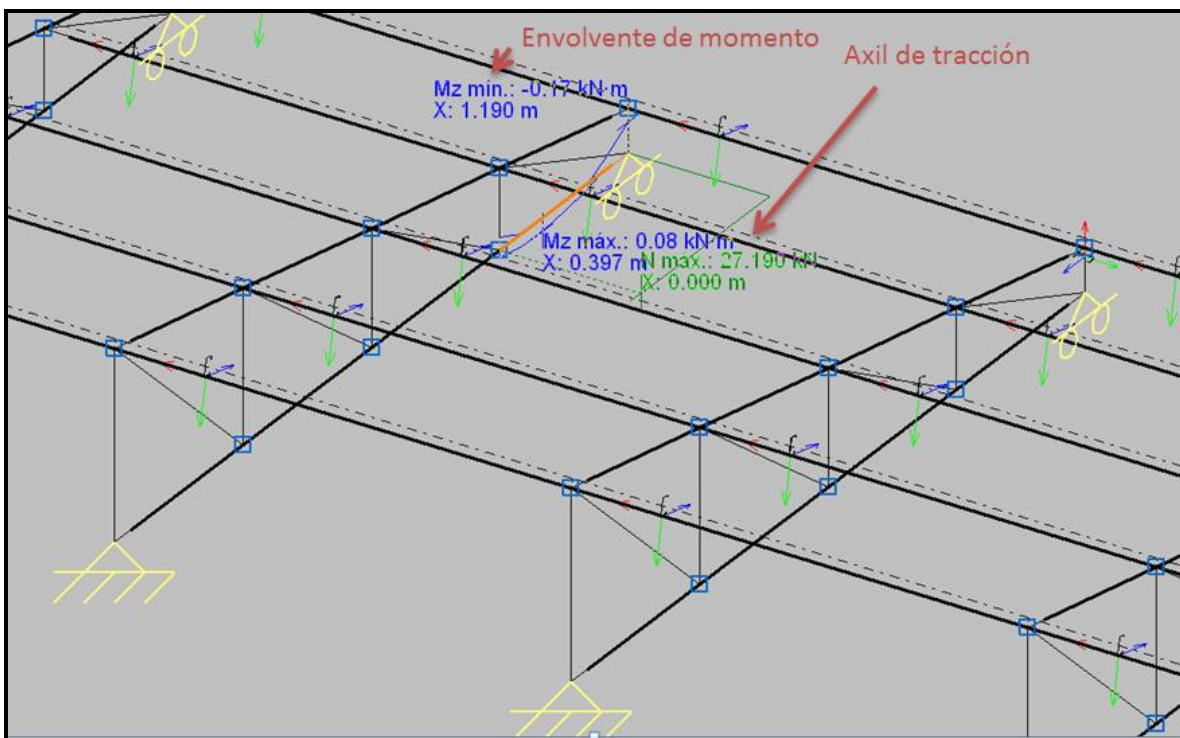 Envolvente de momento
Axil de tracción
Mz mín.: -0.17 kN·m
X: 1.190 m
Mz máx.: 0.08 kN·m
X: 0.397 m
N máx.: 27.190 kN
X: 0.000 m